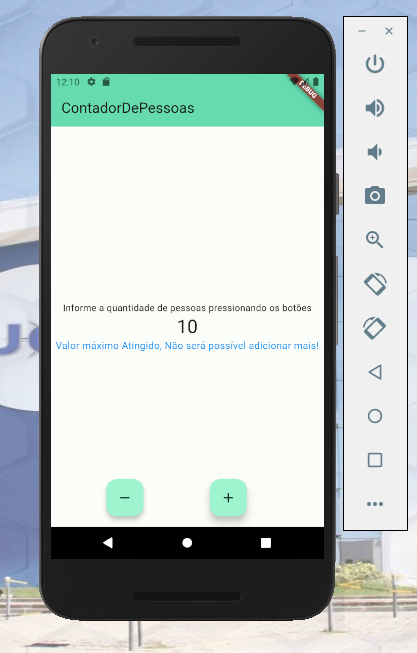 12:10
DEBUG
ContadorDePessoas
Informe a quantidade de pessoas pressionando os botões
10
Valor máximo Atingido, Não será possível adicionar mais!
− +